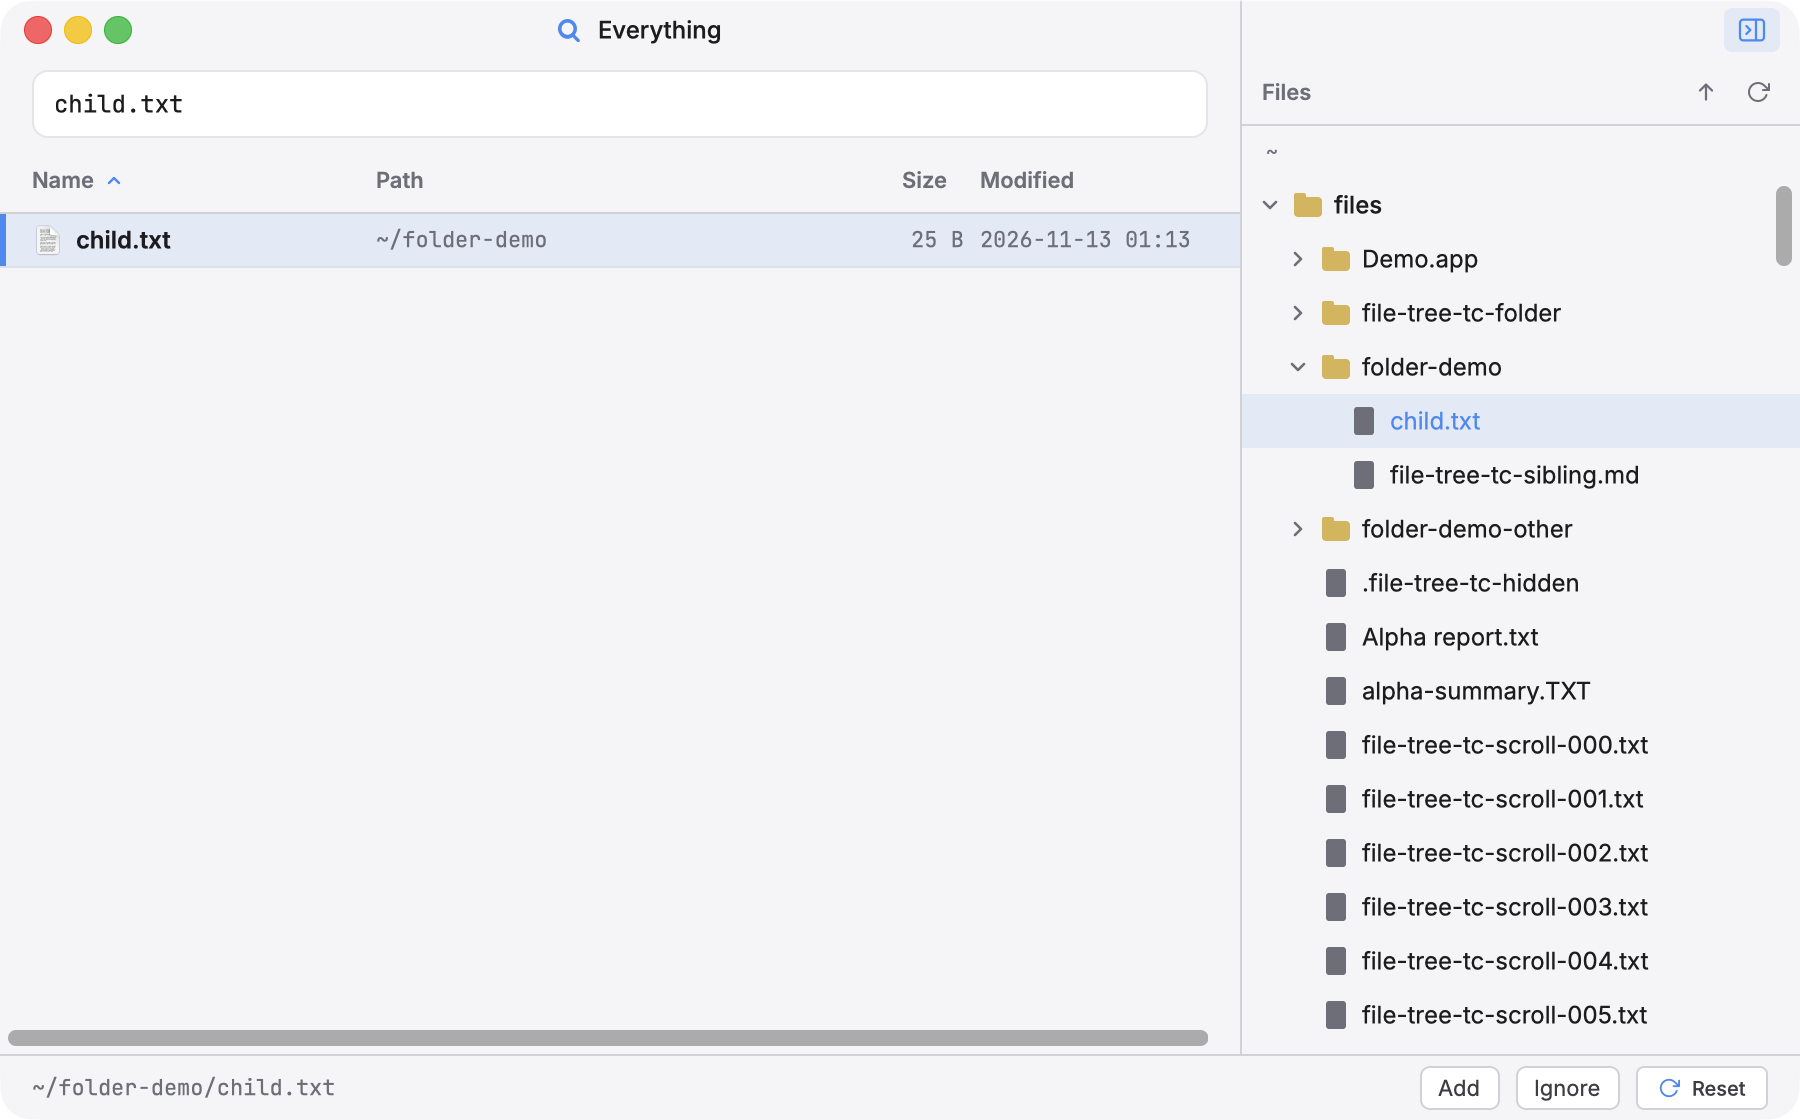 Everything
child.txt
Name Path Size Modified
child.txt ~/folder-demo 25 B 2026-11-13 01:13
Files
~
files
Demo.app
file-tree-tc-folder
folder-demo
child.txt
file-tree-tc-sibling.md
folder-demo-other
.file-tree-tc-hidden
Alpha report.txt
alpha-summary.TXT
file-tree-tc-scroll-000.txt
file-tree-tc-scroll-001.txt
file-tree-tc-scroll-002.txt
file-tree-tc-scroll-003.txt
file-tree-tc-scroll-004.txt
file-tree-tc-scroll-005.txt
~/folder-demo/child.txt
Add Ignore Reset